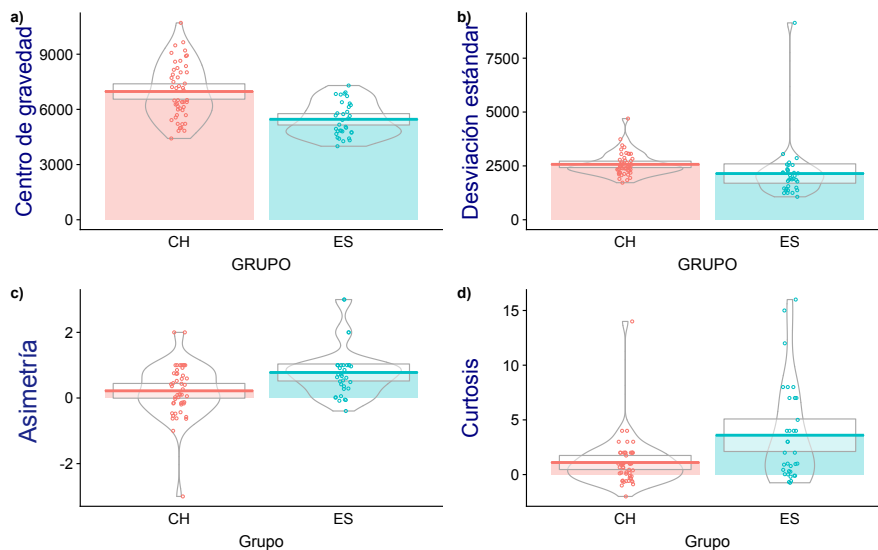 a)
Centro de gravedad
9000
6000
3000
0
CH
ES
GRUPO
b)
Desviación estándar
7500
5000
2500
0
CH
ES
GRUPO
c)
Asimetría
2
0
-2
CH
ES
Grupo
d)
Curtosis
15
10
5
0
CH
ES
Grupo